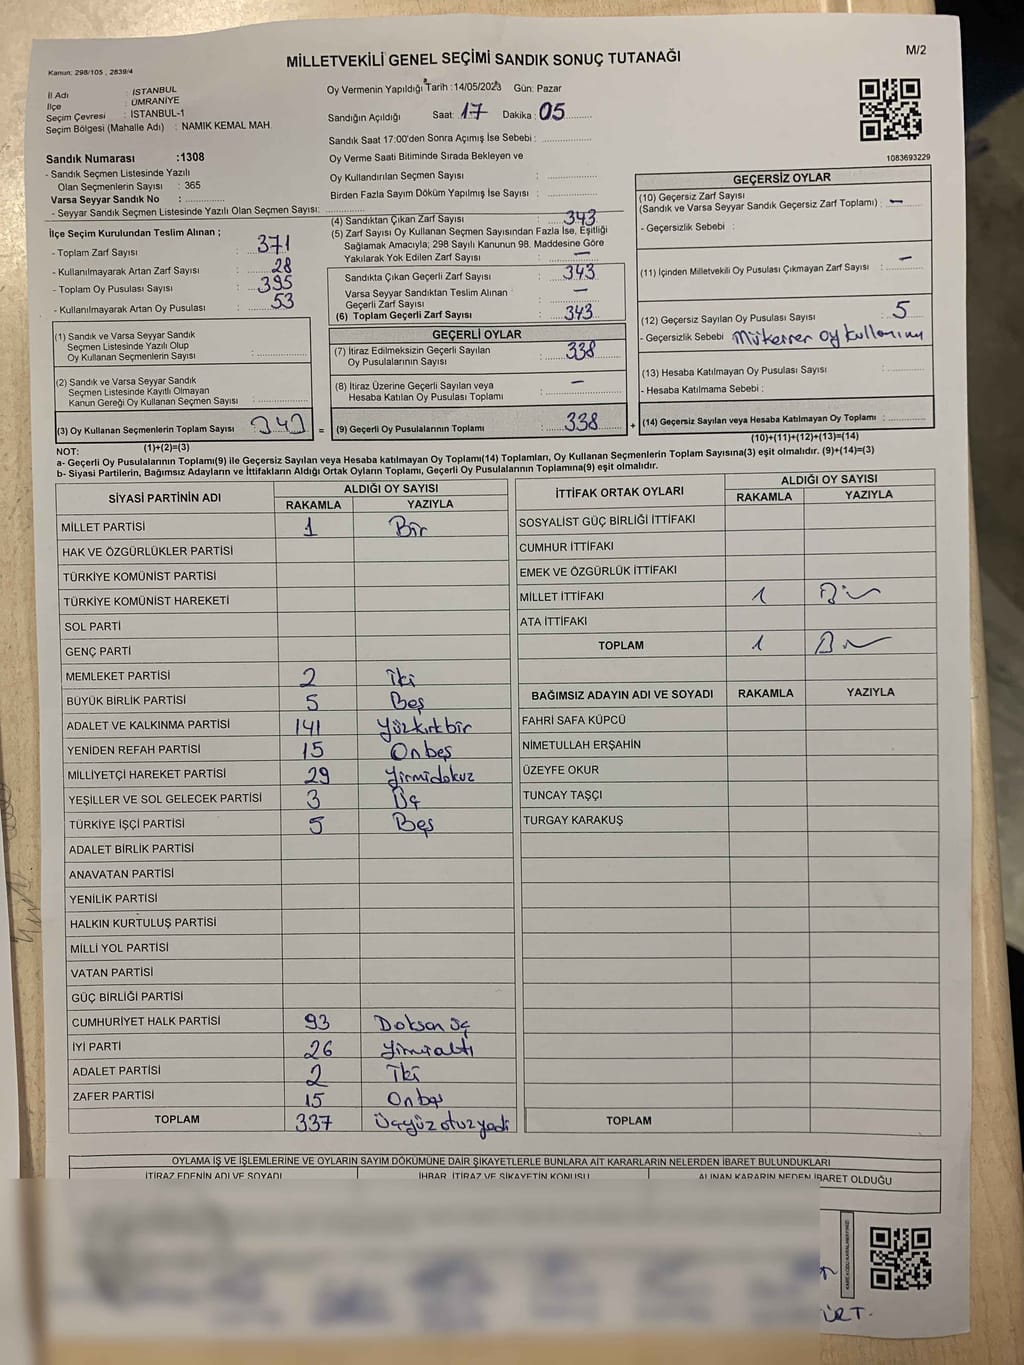 MİLLETVEKİLİ GENEL SEÇİMİ SANDIK SONUÇ TUTANAĞI
M/2
Kanun: 298/105 , 2839/4
İl Adı : İSTANBUL
İlçe : ÜMRANİYE
Seçim Çevresi : İSTANBUL-1
Seçim Bölgesi (Mahalle Adı) : NAMIK KEMAL MAH.
Sandık Numarası :1308
- Sandık Seçmen Listesinde Yazılı
Olan Seçmenlerin Sayısı : 365
Varsa Seyyar Sandık No :
- Seyyar Sandık Seçmen Listesinde Yazılı Olan Seçmen Sayısı:
Oy Vermenin Yapıldığı Tarih :14/05/2023 Gün: Pazar
Sandığın Açıldığı Saat: 17 Dakika : 05
Sandık Saat 17:00'den Sonra Açımış İse Sebebi :
Oy Verme Saati Bitiminde Sırada Bekleyen ve
Oy Kullandırılan Seçmen Sayısı :
Birden Fazla Sayım Döküm Yapılmış İse Sayısı :
1083693229
İlçe Seçim Kurulundan Teslim Alınan ;
- Toplam Zarf Sayısı : 371
- Kullanılmayarak Artan Zarf Sayısı : 28
- Toplam Oy Pusulası Sayısı : 395
- Kullanılmayarak Artan Oy Pusulası : 53
(1) Sandık ve Varsa Seyyar Sandık
Seçmen Listesinde Yazılı Olup
Oy Kullanan Seçmenlerin Sayısı :
(2) Sandık ve Varsa Seyyar Sandık
Seçmen Listesinde Kayıtlı Olmayan
Kanun Gereği Oy Kullanan Seçmen Sayısı :
(3) Oy Kullanan Seçmenlerin Toplam Sayısı : 343 =
(1)+(2)=(3)
(4) Sandıktan Çıkan Zarf Sayısı : 343
(5) Zarf Sayısı Oy Kullanan Seçmen Sayısından Fazla İse, Eşitliği
Sağlamak Amacıyla; 298 Sayılı Kanunun 98. Maddesine Göre
Yakılarak Yok Edilen Zarf Sayısı : —
Sandıkta Çıkan Geçerli Zarf Sayısı : 343
Varsa Seyyar Sandıktan Teslim Alınan
Geçerli Zarf Sayısı : —
(6) Toplam Geçerli Zarf Sayısı : 343
GEÇERLİ OYLAR
(7) İtiraz Edilmeksizin Geçerli Sayılan
Oy Pusulalarının Sayısı : 338
(8) İtiraz Üzerine Geçerli Sayılan veya
Hesaba Katılan Oy Pusulası Toplamı : —
(9) Geçerli Oy Pusulalarının Toplamı : 338 +
GEÇERSİZ OYLAR
(10) Geçersiz Zarf Sayısı
(Sandık ve Varsa Seyyar Sandık Geçersiz Zarf Toplamı) : —
- Geçersizlik Sebebi :
(11) İçinden Milletvekili Oy Pusulası Çıkmayan Zarf Sayısı : —
(12) Geçersiz Sayılan Oy Pusulası Sayısı : 5
- Geçersizlik Sebebi Mükerrer oy kullanımı
(13) Hesaba Katılmayan Oy Pusulası Sayısı :
- Hesaba Katılmama Sebebi :
(14) Geçersiz Sayılan veya Hesaba Katılmayan Oy Toplamı :
(10)+(11)+(12)+(13)=(14)
NOT:
a- Geçerli Oy Pusulalarının Toplamı(9) ile Geçersiz Sayılan veya Hesaba katılmayan Oy Toplamı(14) Toplamları, Oy Kullanan Seçmenlerin Toplam Sayısına(3) eşit olmalıdır. (9)+(14)=(3)
b- Siyasi Partilerin, Bağımsız Adayların ve İttifakların Aldığı Ortak Oyların Toplamı, Geçerli Oy Pusulalarının Toplamına(9) eşit olmalıdır.
SİYASİ PARTİNİN ADI ALDIĞI OY SAYISI
RAKAMLA YAZIYLA
MİLLET PARTİSİ 1 Bir
HAK VE ÖZGÜRLÜKLER PARTİSİ
TÜRKİYE KOMÜNİST PARTİSİ
TÜRKİYE KOMÜNİST HAREKETİ
SOL PARTİ
GENÇ PARTİ
MEMLEKET PARTİSİ 2 İki
BÜYÜK BİRLİK PARTİSİ 5 Beş
ADALET VE KALKINMA PARTİSİ 141 Yüzkırkbir
YENİDEN REFAH PARTİSİ 15 Onbeş
MİLLİYETÇİ HAREKET PARTİSİ 29 Yirmidokuz
YEŞİLLER VE SOL GELECEK PARTİSİ 3 Üç
TÜRKİYE İŞÇİ PARTİSİ 5 Beş
ADALET BİRLİK PARTİSİ
ANAVATAN PARTİSİ
YENİLİK PARTİSİ
HALKIN KURTULUŞ PARTİSİ
MİLLİ YOL PARTİSİ
VATAN PARTİSİ
GÜÇ BİRLİĞİ PARTİSİ
CUMHURİYET HALK PARTİSİ 93 Doksan üç
İYİ PARTİ 26 Yirmialtı
ADALET PARTİSİ 2 İki
ZAFER PARTİSİ 15 Onbeş
TOPLAM 337 Üçyüzotuzyedi
İTTİFAK ORTAK OYLARI ALDIĞI OY SAYISI
RAKAMLA YAZIYLA
SOSYALİST GÜÇ BİRLİĞİ İTTİFAKI
CUMHUR İTTİFAKI
EMEK VE ÖZGÜRLÜK İTTİFAKI
MİLLET İTTİFAKI 1 Bir
ATA İTTİFAKI
TOPLAM 1 Bir
BAĞIMSIZ ADAYIN ADI VE SOYADI RAKAMLA YAZIYLA
FAHRİ SAFA KÜPCÜ
NİMETULLAH ERŞAHİN
ÜZEYFE OKUR
TUNCAY TAŞÇI
TURGAY KARAKUŞ
TOPLAM
OYLAMA İŞ VE İŞLEMLERİNE VE OYLARIN SAYIM DÖKÜMÜNE DAİR ŞİKAYETLERLE BUNLARA AİT KARARLARIN NELERDEN İBARET BULUNDUKLARI
İTİRAZ EDENİN ADI VE SOYADI İHBAR, İTİRAZ VE ŞİKAYETİN KONUSU ALINAN KARARIN NEDEN İBARET OLDUĞU